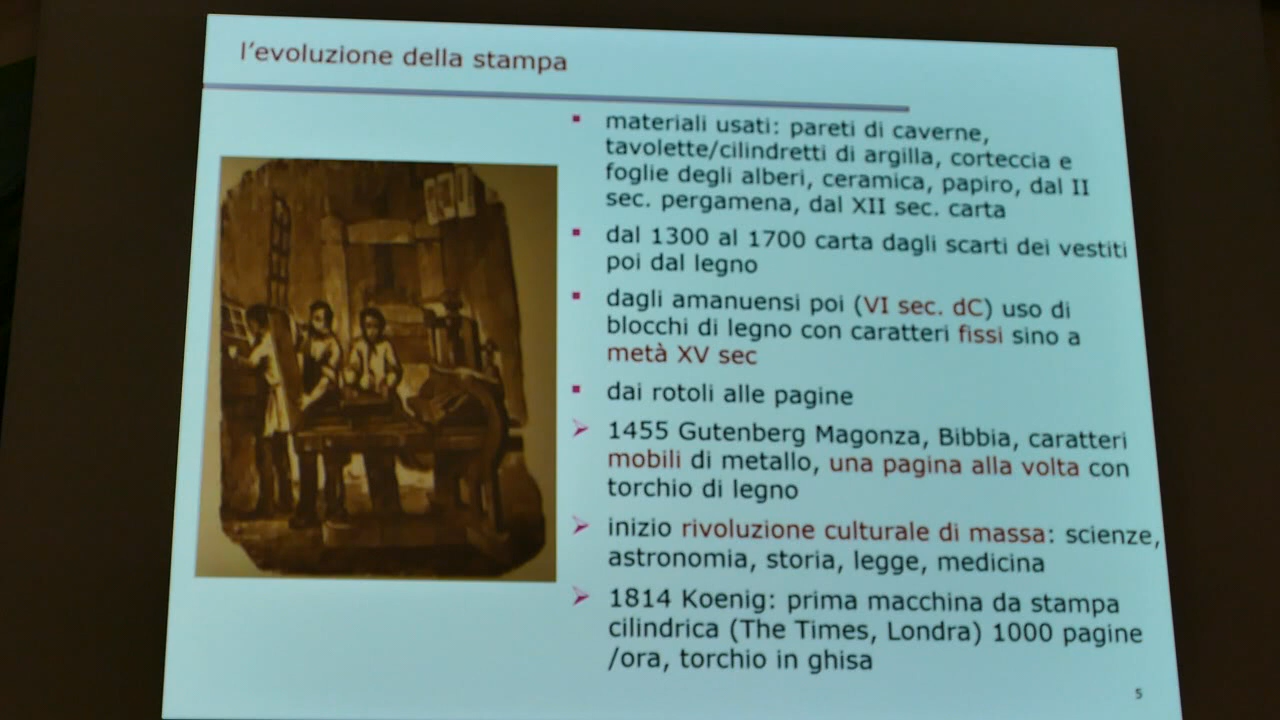 l'evoluzione della stampa
▪ materiali usati: pareti di caverne,
tavolette/cilindretti di argilla, corteccia e
foglie degli alberi, ceramica, papiro, dal II
sec. pergamena, dal XII sec. carta
▪ dal 1300 al 1700 carta dagli scarti dei vestiti
poi dal legno
▪ dagli amanuensi poi (VI sec. dC) uso di
blocchi di legno con caratteri fissi sino a
metà XV sec
▪ dai rotoli alle pagine
➢ 1455 Gutenberg Magonza, Bibbia, caratteri
mobili di metallo, una pagina alla volta con
torchio di legno
➢ inizio rivoluzione culturale di massa: scienze,
astronomia, storia, legge, medicina
➢ 1814 Koenig: prima macchina da stampa
cilindrica (The Times, Londra) 1000 pagine
/ora, torchio in ghisa
5